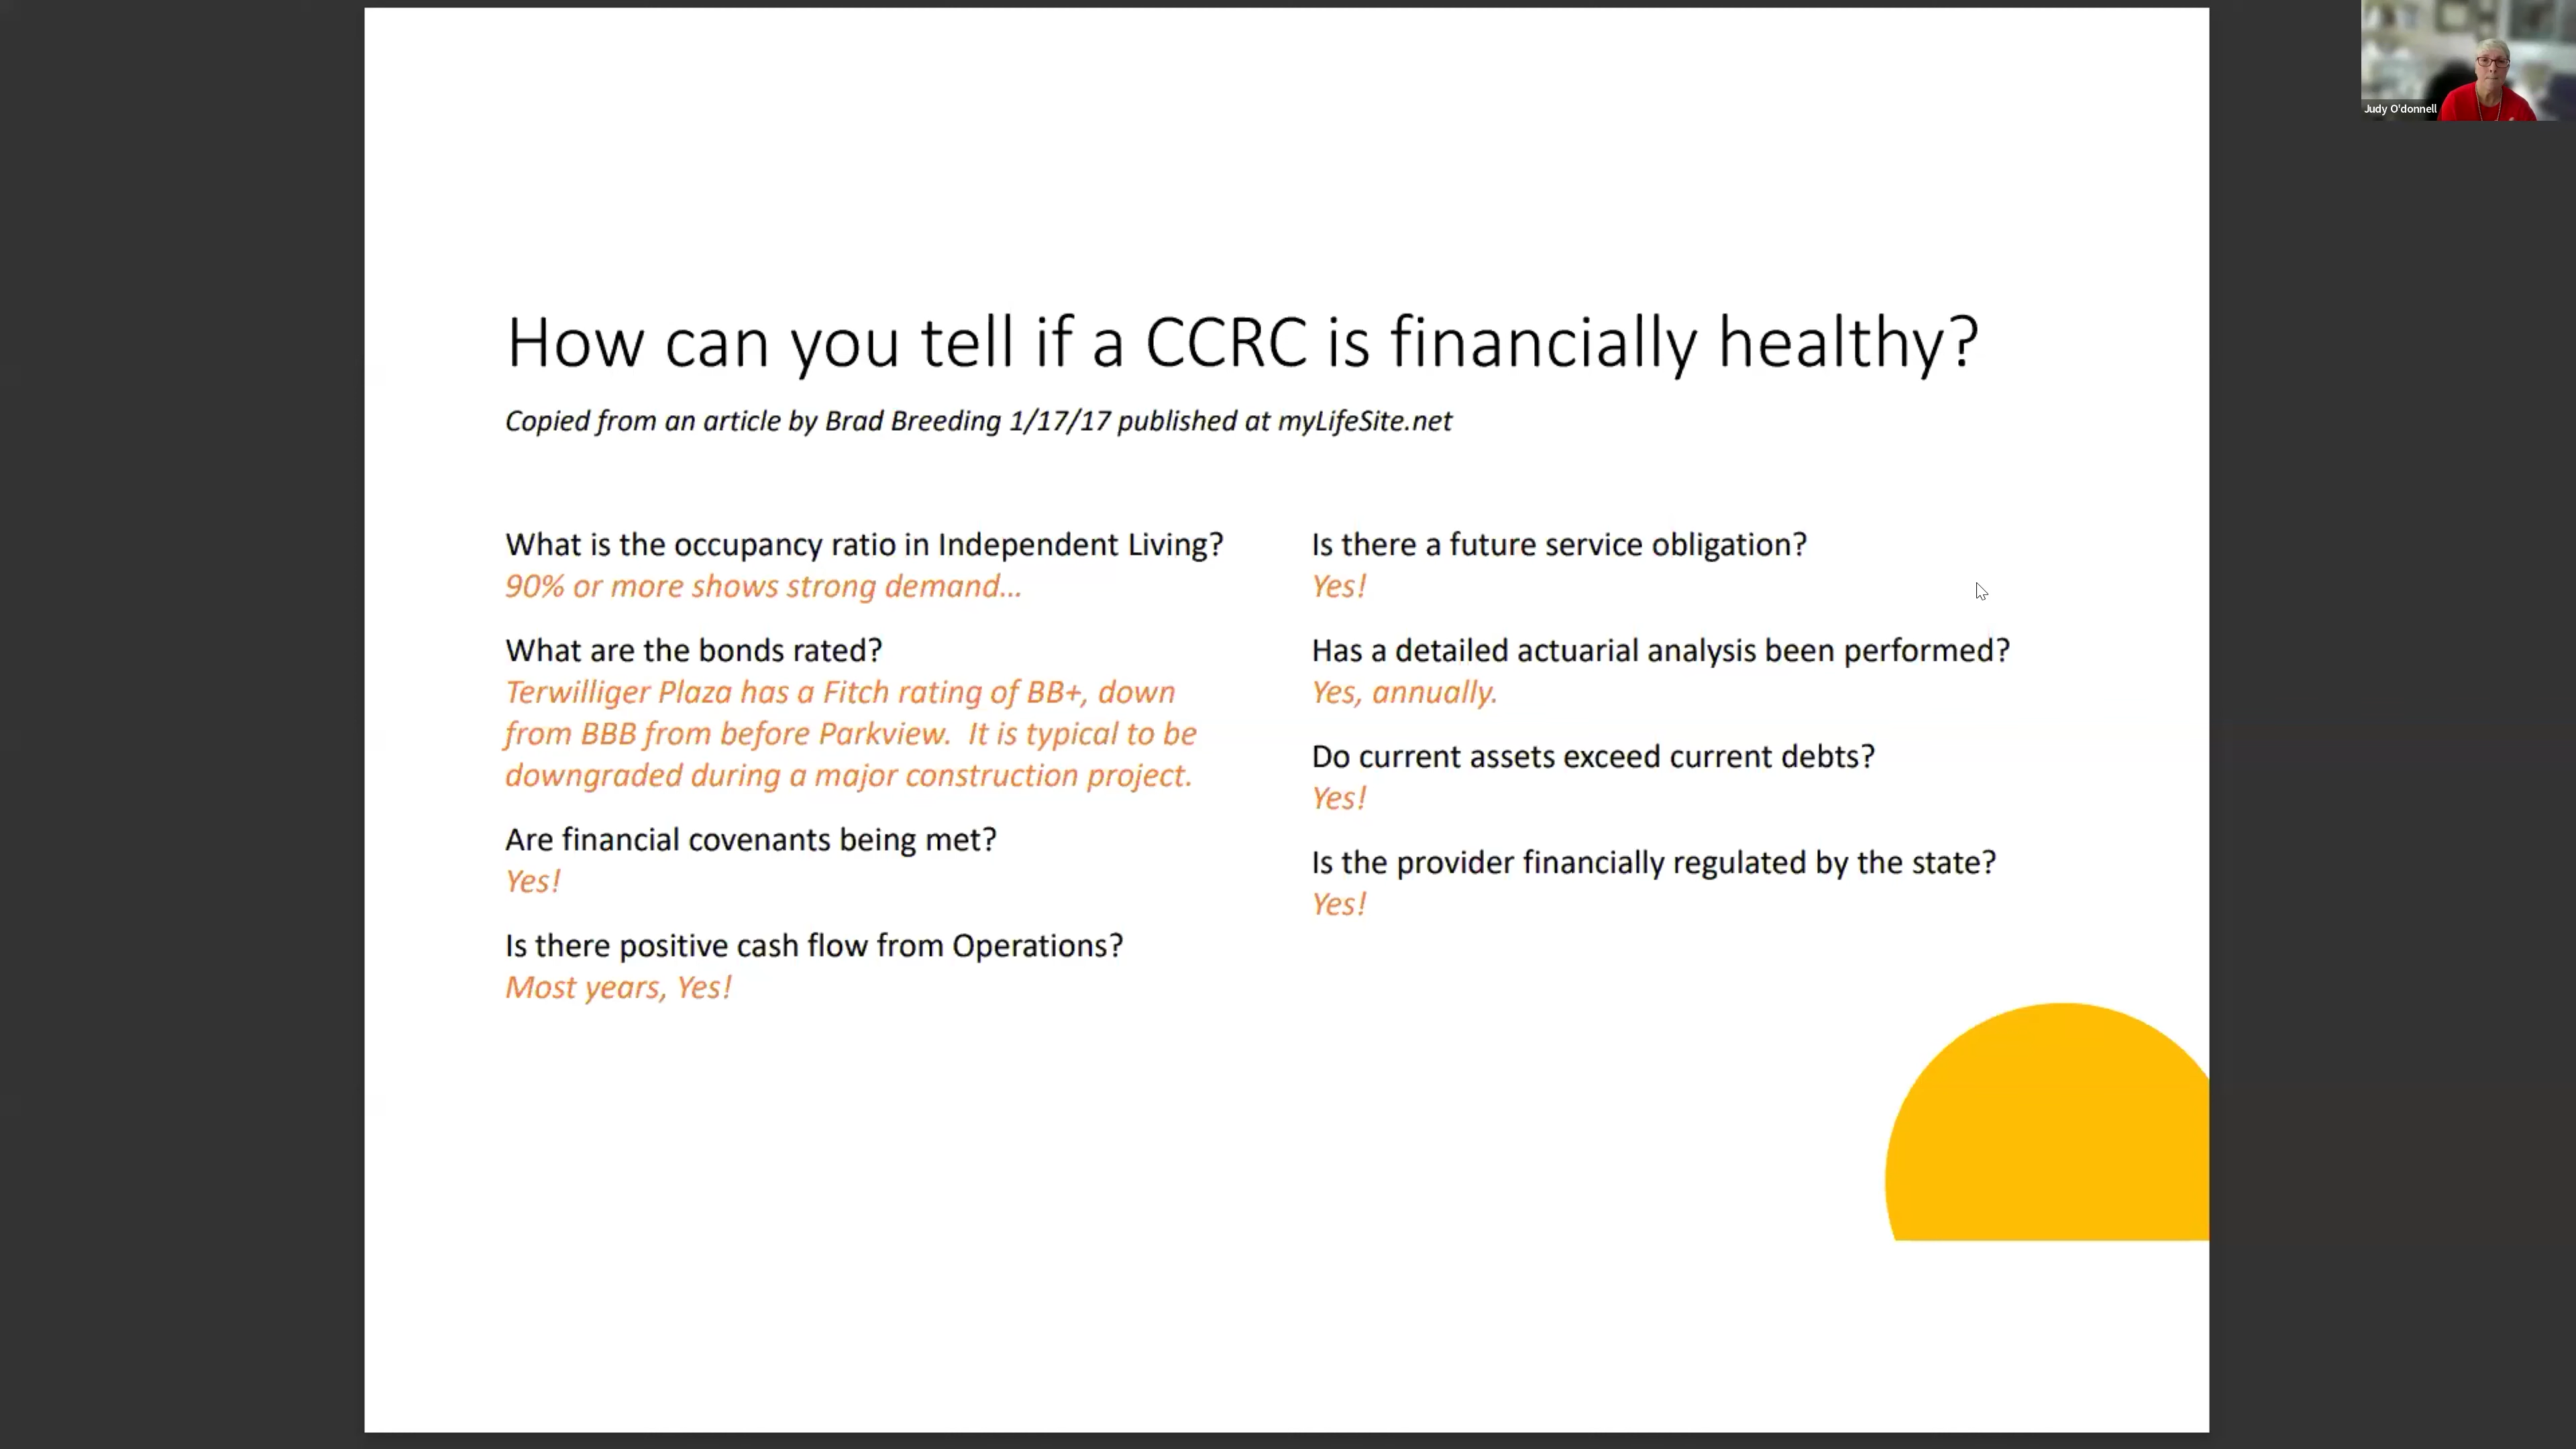 How can you tell if a CCRC is financially healthy?
Copied from an article by Brad Breeding 1/17/17 published at myLifeSite.net
What is the occupancy ratio in Independent Living?
90% or more shows strong demand...
What are the bonds rated?
Terwilliger Plaza has a Fitch rating of BB+, down
from BBB from before Parkview.  It is typical to be
downgraded during a major construction project.
Are financial covenants being met?
Yes!
Is there positive cash flow from Operations?
Most years, Yes!
Is there a future service obligation?
Yes!
Has a detailed actuarial analysis been performed?
Yes, annually.
Do current assets exceed current debts?
Yes!
Is the provider financially regulated by the state?
Yes!
Judy O'donnell